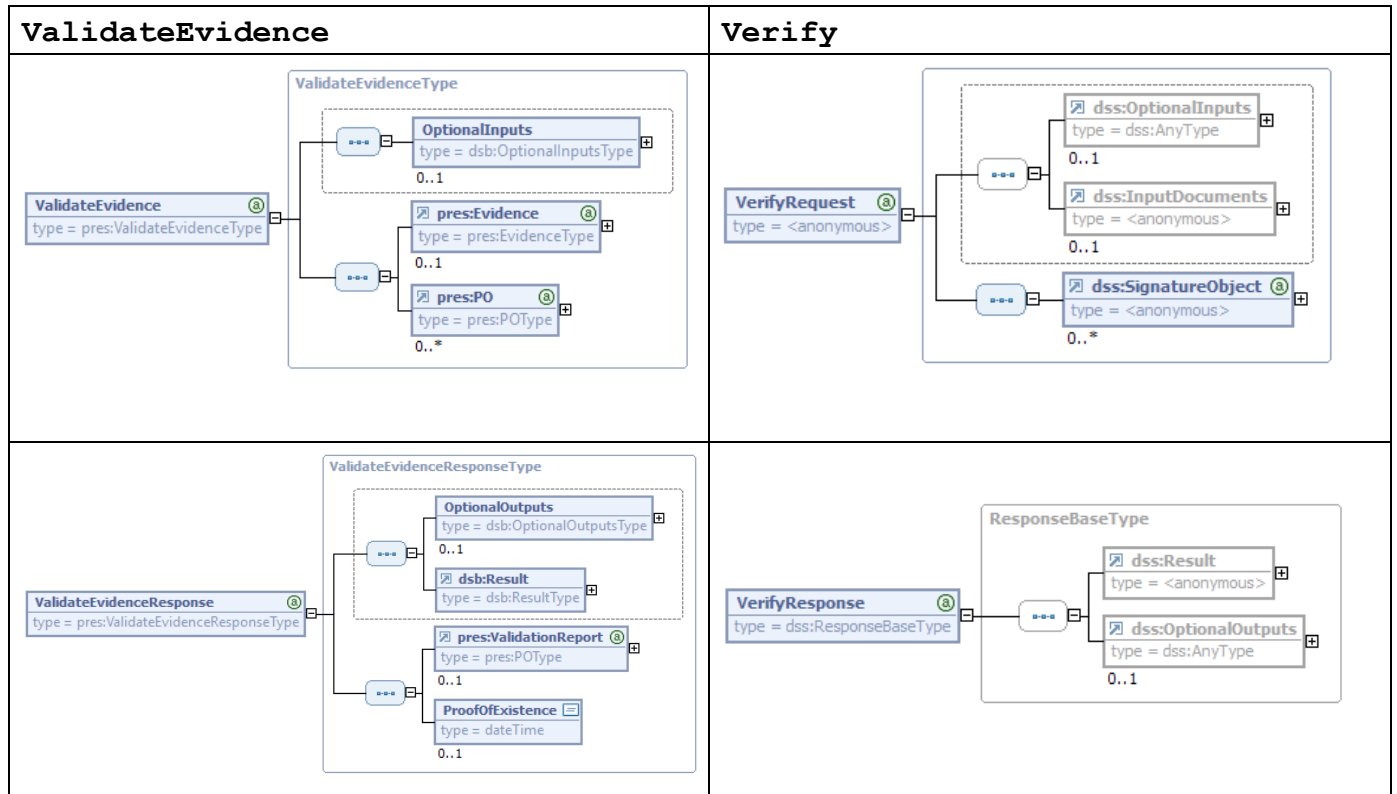 ValidateEvidence
Verify
ValidateEvidenceType
OptionalInputs
type = dsb:OptionalInputsType
0..1
ValidateEvidence a
type = pres:ValidateEvidenceType
pres:Evidence a
type = pres:EvidenceType
0..1
pres:PO a
type = pres:POType
0..*
dss:OptionalInputs
type = dss:AnyType
0..1
dss:InputDocuments
type = <anonymous>
0..1
VerifyRequest a
type = <anonymous>
dss:SignatureObject a
type = <anonymous>
0..*
ValidateEvidenceResponseType
OptionalOutputs
type = dsb:OptionalOutputsType
0..1
dsb:Result
type = dsb:ResultType
ValidateEvidenceResponse a
type = pres:ValidateEvidenceResponseType
pres:ValidationReport a
type = pres:POType
0..1
ProofOfExistence
type = dateTime
0..1
ResponseBaseType
dss:Result
type = <anonymous>
VerifyResponse a
type = dss:ResponseBaseType
dss:OptionalOutputs
type = dss:AnyType
0..1